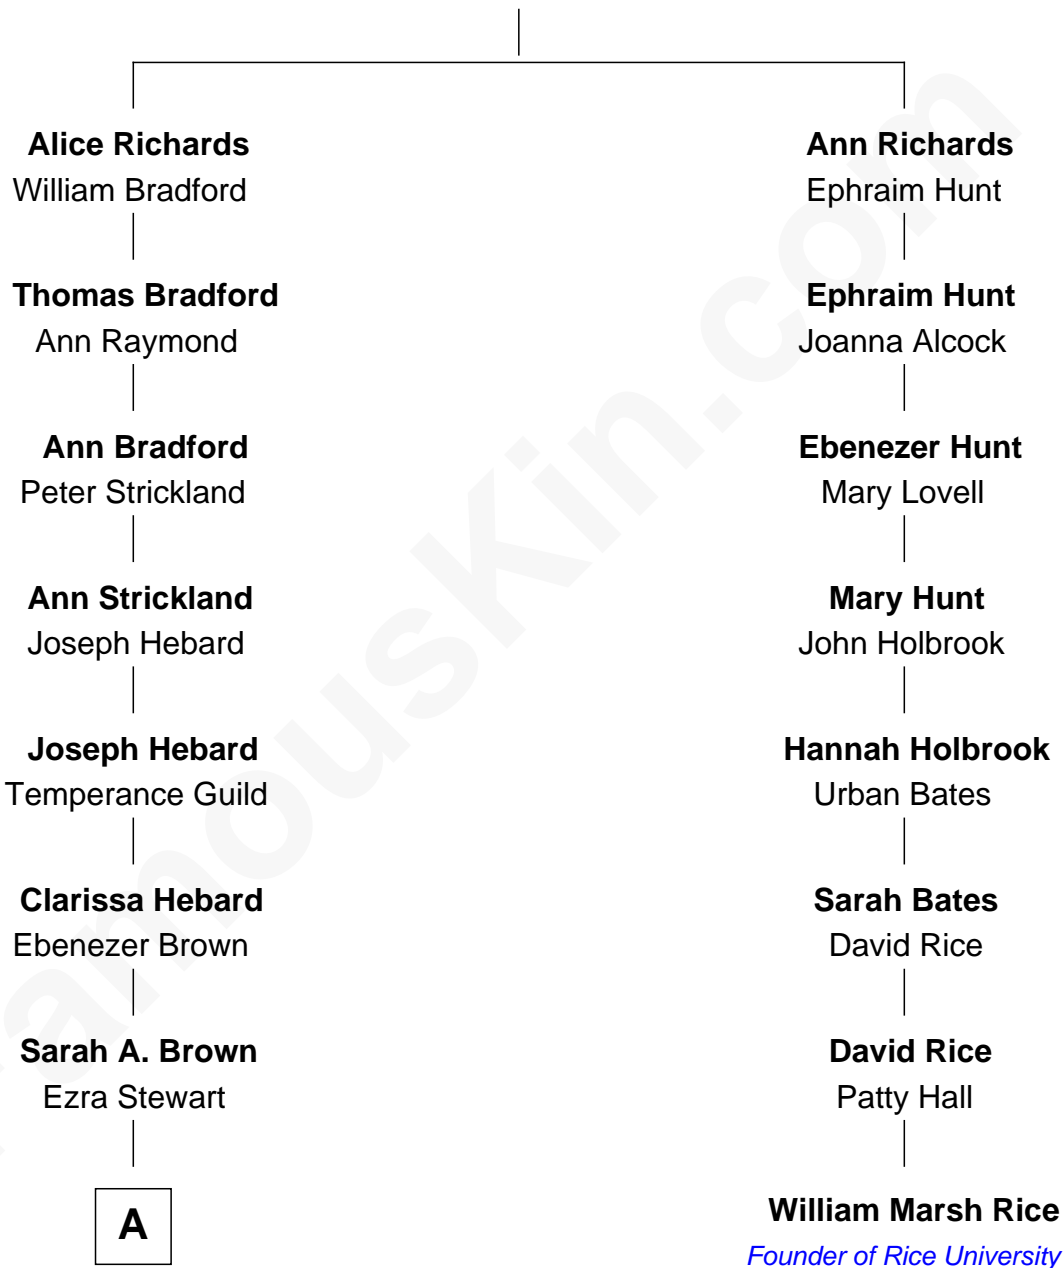 Alice Richards
William Bradford
Thomas Bradford
Ann Raymond
Ann Bradford
Peter Strickland
Ann Strickland
Joseph Hebard
Joseph Hebard
Temperance Guild
Clarissa Hebard
Ebenezer Brown
Sarah A. Brown
Ezra Stewart
A
Ann Richards
Ephraim Hunt
Ephraim Hunt
Joanna Alcock
Ebenezer Hunt
Mary Lovell
Mary Hunt
John Holbrook
Hannah Holbrook
Urban Bates
Sarah Bates
David Rice
David Rice
Patty Hall
William Marsh Rice
Founder of Rice University
FamousKin.com